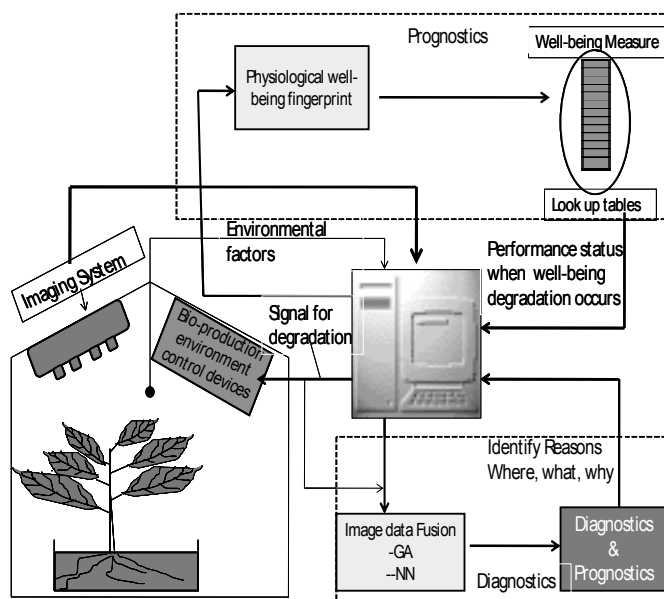 Prognostics
Well-being Measure
Physiological well-
being fingerprint
Look up tables
Environmental
factors
Imaging System
Performance status
when well-being
degradation occurs
Signal for
degradation
Bio-production
environment
control devices
Identify Reasons
Where, what, why
Image data Fusion
-GA
--NN
Diagnostics
&
Prognostics
Diagnostics